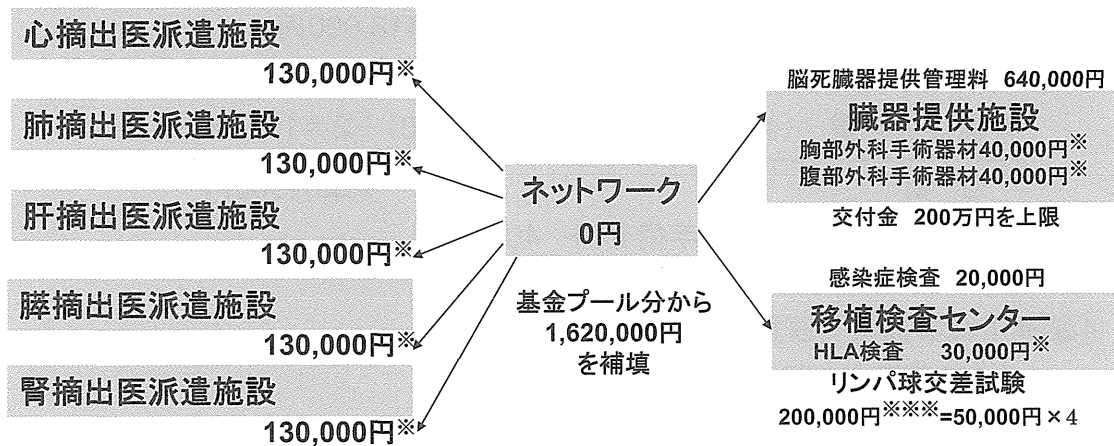 心摘出医派遣施設
130,000円※
肺摘出医派遣施設
130,000円※
肝摘出医派遣施設
130,000円※
膵摘出医派遣施設
130,000円※
腎摘出医派遣施設
130,000円※
ネットワーク
0円
基金プール分から
1,620,000円
を補填
脳死臓器提供管理料 640,000円
臓器提供施設
胸部外科手術器材40,000円※
腹部外科手術器材40,000円※
交付金 200万円を上限
感染症検査 20,000円
移植検査センター
HLA検査 30,000円※
リンパ球交差試験
200,000円※※※=50,000円×4